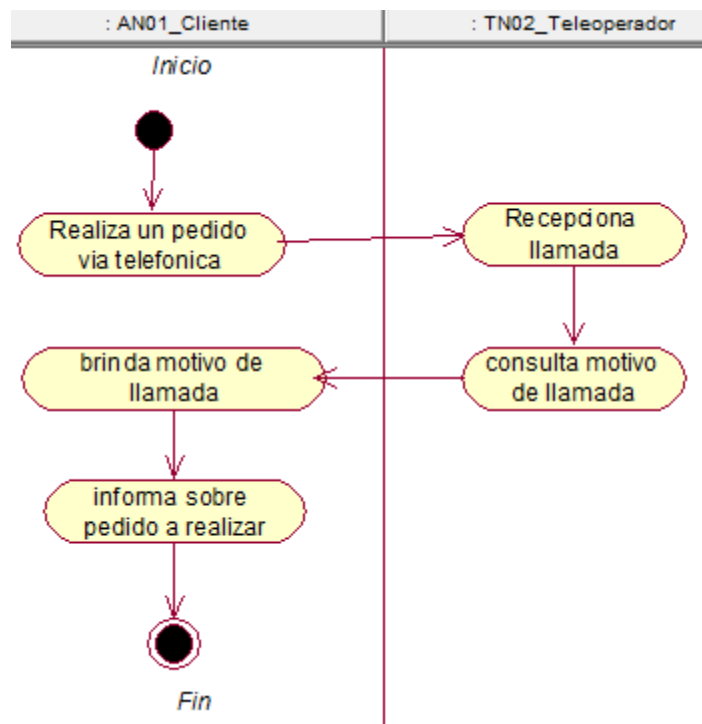 : AN01_Cliente
: TN02_Teleoperador
Inicio
Realiza un pedido
via telefonica
Recepciona
llamada
brinda motivo de
llamada
consulta motivo
de llamada
informa sobre
pedido a realizar
Fin